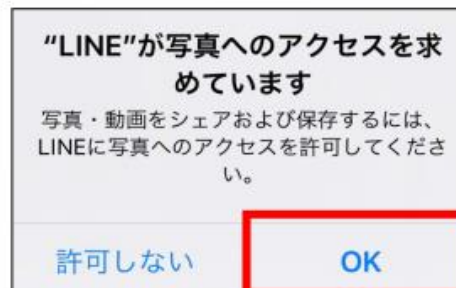 “LINE”が写真へのアクセスを求
めています
写真・動画をシェアおよび保存するには、
LINEに写真へのアクセスを許可してくださ
い。
許可しない OK